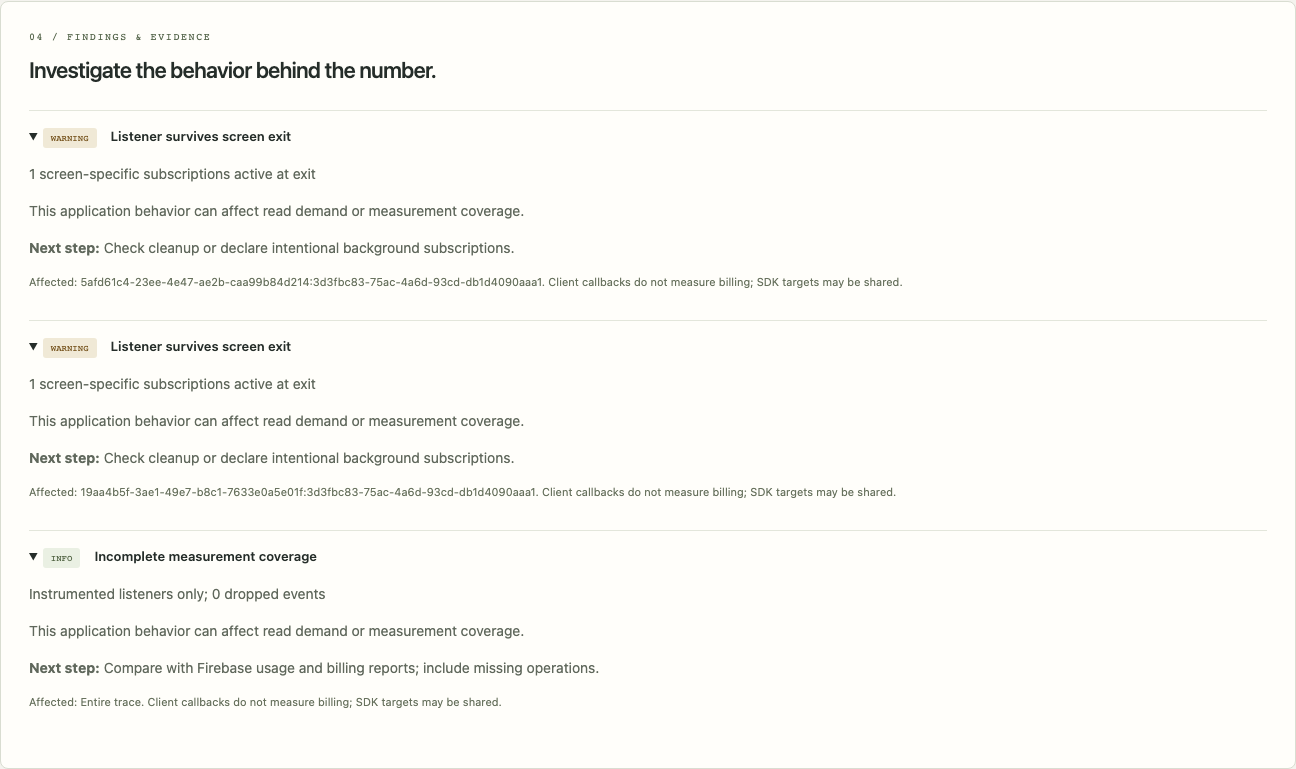 04 / FINDINGS & EVIDENCE
Investigate the behavior behind the number.
WARNING Listener survives screen exit
1 screen-specific subscriptions active at exit
This application behavior can affect read demand or measurement coverage.
Next step: Check cleanup or declare intentional background subscriptions.
Affected: 5afd61c4-23ee-4e47-ae2b-caa99b84d214:3d3fbc83-75ac-4a6d-93cd-db1d4090aaa1. Client callbacks do not measure billing; SDK targets may be shared.
WARNING Listener survives screen exit
1 screen-specific subscriptions active at exit
This application behavior can affect read demand or measurement coverage.
Next step: Check cleanup or declare intentional background subscriptions.
Affected: 19aa4b5f-3ae1-49e7-b8c1-7633e0a5e01f:3d3fbc83-75ac-4a6d-93cd-db1d4090aaa1. Client callbacks do not measure billing; SDK targets may be shared.
INFO Incomplete measurement coverage
Instrumented listeners only; 0 dropped events
This application behavior can affect read demand or measurement coverage.
Next step: Compare with Firebase usage and billing reports; include missing operations.
Affected: Entire trace. Client callbacks do not measure billing; SDK targets may be shared.